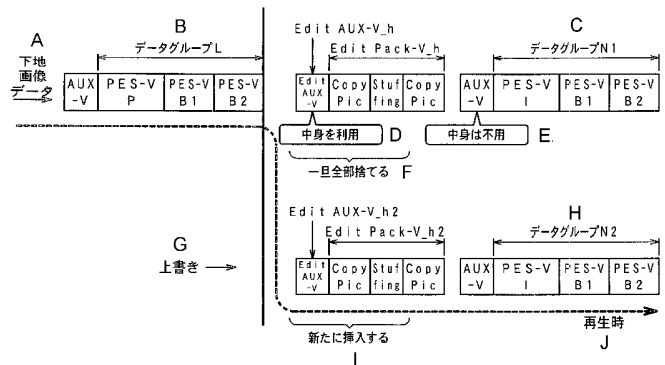 A
下地
画像
データ
B
データグループL
AUX
-V
PES-V
P
PES-V
B1
PES-V
B2
Edit AUX-V_h
Edit Pack-V_h
Edit
AUX
-V
Copy
Pic
Stuf
fing
Copy
Pic
中身を利用
D
一旦全部捨てる
F
C
データグループN1
AUX
-V
PES-V
I
PES-V
B1
PES-V
B2
中身は不用
E
G
上書き
Edit AUX-V_h2
Edit Pack-V_h2
Edit
AUX
-V
Copy
Pic
Stuf
fing
Copy
Pic
新たに挿入する
I
H
データグループN2
AUX
-V
PES-V
I
PES-V
B1
PES-V
B2
再生時
J